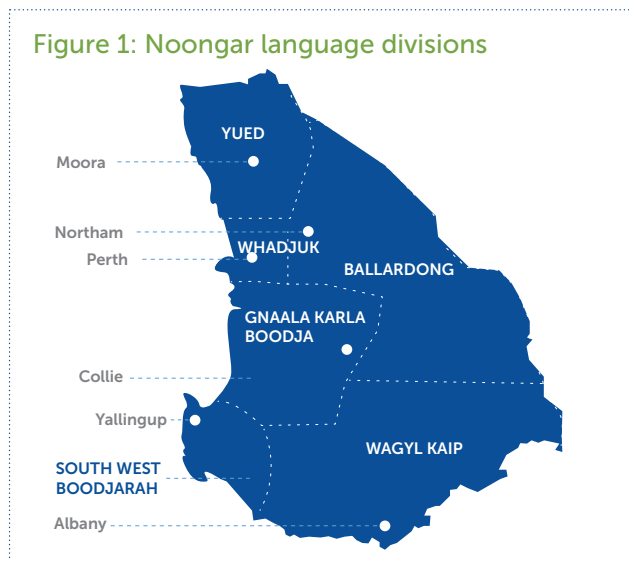 Figure 1: Noongar language divisions
YUED
Moora
Northam
WHADJUK
Perth
BALLARDONG
GNAALA KARLA
BOODJA
Collie
Yallingup
WAGYL KAIP
SOUTH WEST
BOODJARAH
Albany